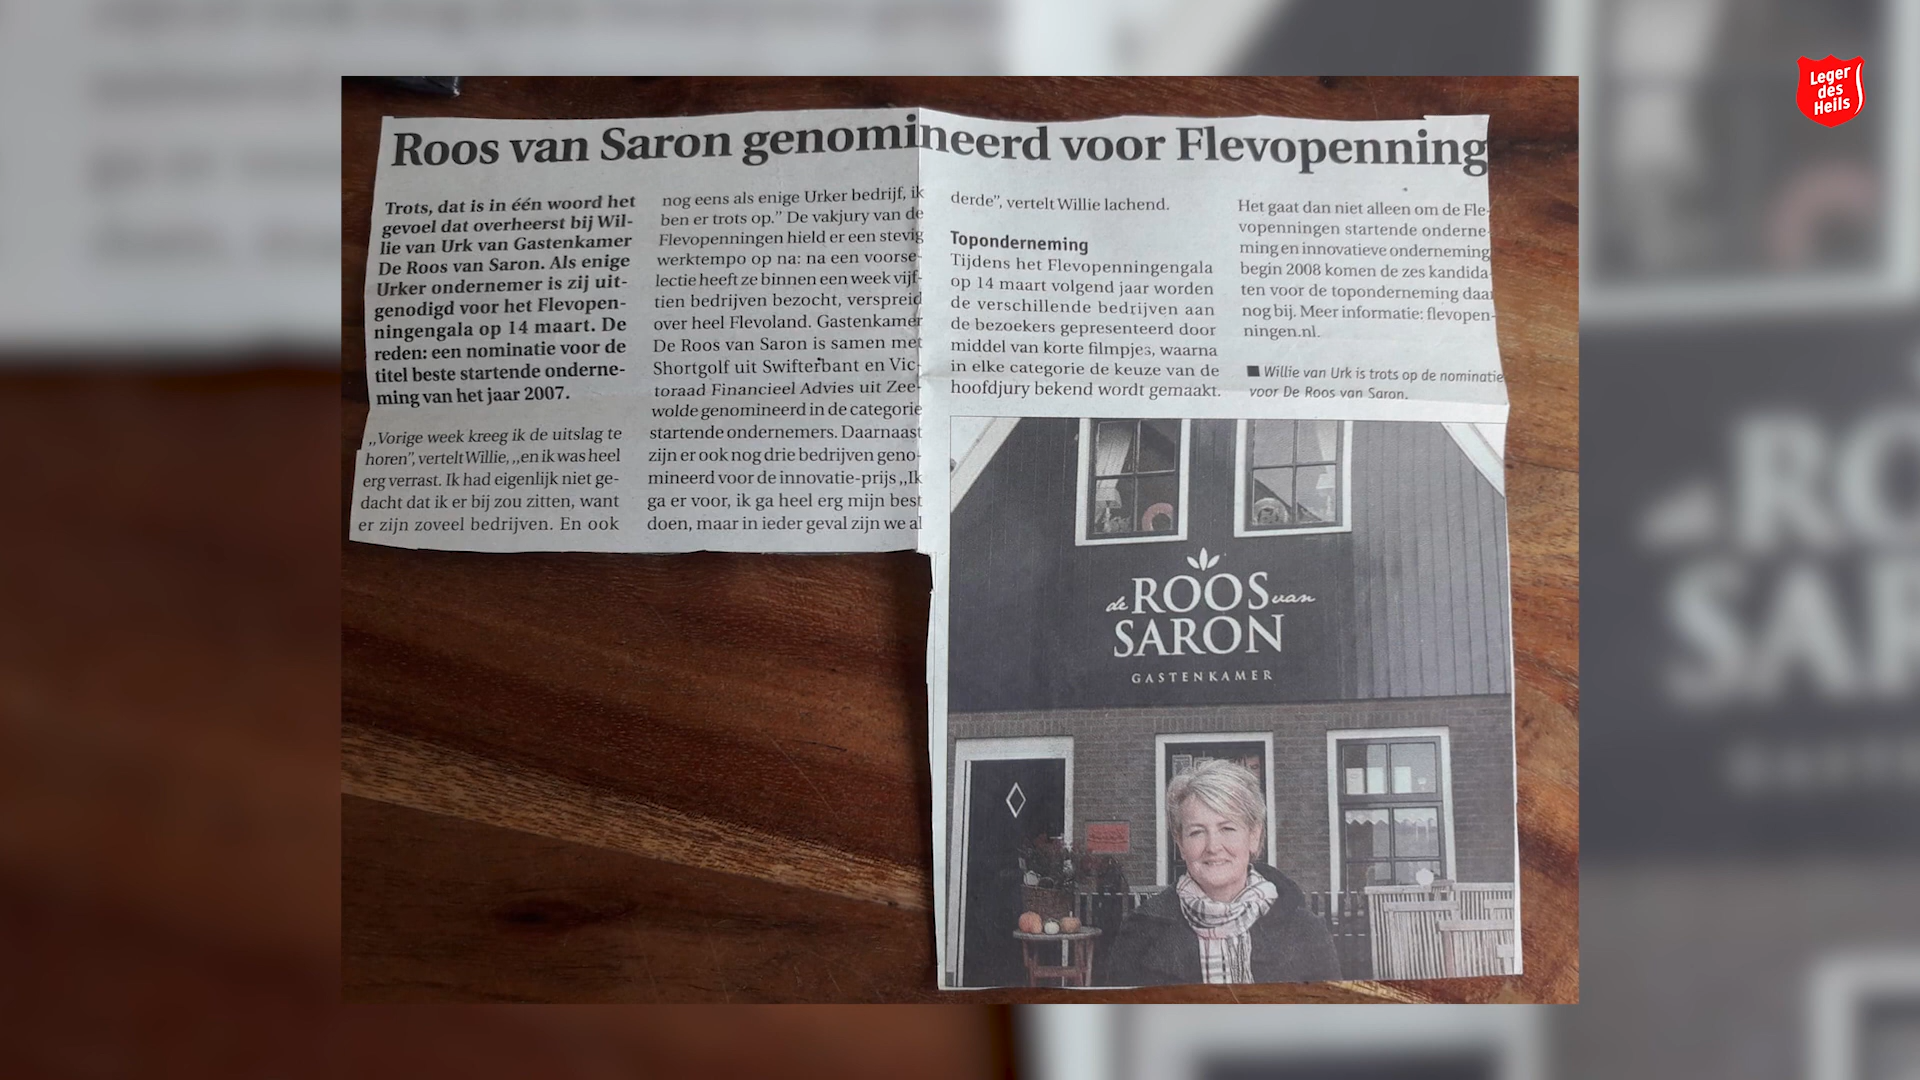 Roos van Saron genomineerd voor Flevopenning
Trots, dat is in één woord het
gevoel dat overheerst bij Wil-
lie van Urk van Gastenkamer
De Roos van Saron. Als enige
Urker ondernemer is zij uit-
genodigd voor het Flevopen-
ningengala op 14 maart. De
reden: een nominatie voor de
titel beste startende onderne-
ming van het jaar 2007.
„Vorige week kreeg ik de uitslag te
horen”, vertelt Willie, „en ik was heel
erg verrast. Ik had eigenlijk niet ge-
dacht dat ik er bij zou zitten, want
er zijn zoveel bedrijven. En ook
nog eens als enige Urker bedrijf, ik
ben er trots op.” De vakjury van de
Flevopenningen hield er een stevig
werktempo op na: na een voorse-
lectie heeft ze binnen een week vijf-
tien bedrijven bezocht, verspreid
over heel Flevoland. Gastenkamer
De Roos van Saron is samen met
Shortgolf uit Swifterbant en Vic-
toraad Financieel Advies uit Zee-
wolde genomineerd in de categorie
startende ondernemers. Daarnaast
zijn er ook nog drie bedrijven geno-
mineerd voor de innovatie-prijs „Ik
ga er voor, ik ga heel erg mijn best
doen, maar in ieder geval zijn we al
derde”, vertelt Willie lachend.
Toponderneming
Tijdens het Flevopenningengala
op 14 maart volgend jaar worden
de verschillende bedrijven aan
de bezoekers gepresenteerd door
middel van korte filmpjes, waarna
in elke categorie de keuze van de
hoofdjury bekend wordt gemaakt.
Het gaat dan niet alleen om de Fle-
vopenningen startende onderne-
ming en innovatieve onderneming
begin 2008 komen de zes kandida-
ten voor de toponderneming daar
nog bij. Meer informatie: flevopen-
ningen.nl.
■ Willie van Urk is trots op de nominatie
voor De Roos van Saron.
de ROOS van
SARON
GASTENKAMER
Leger
des
Heils